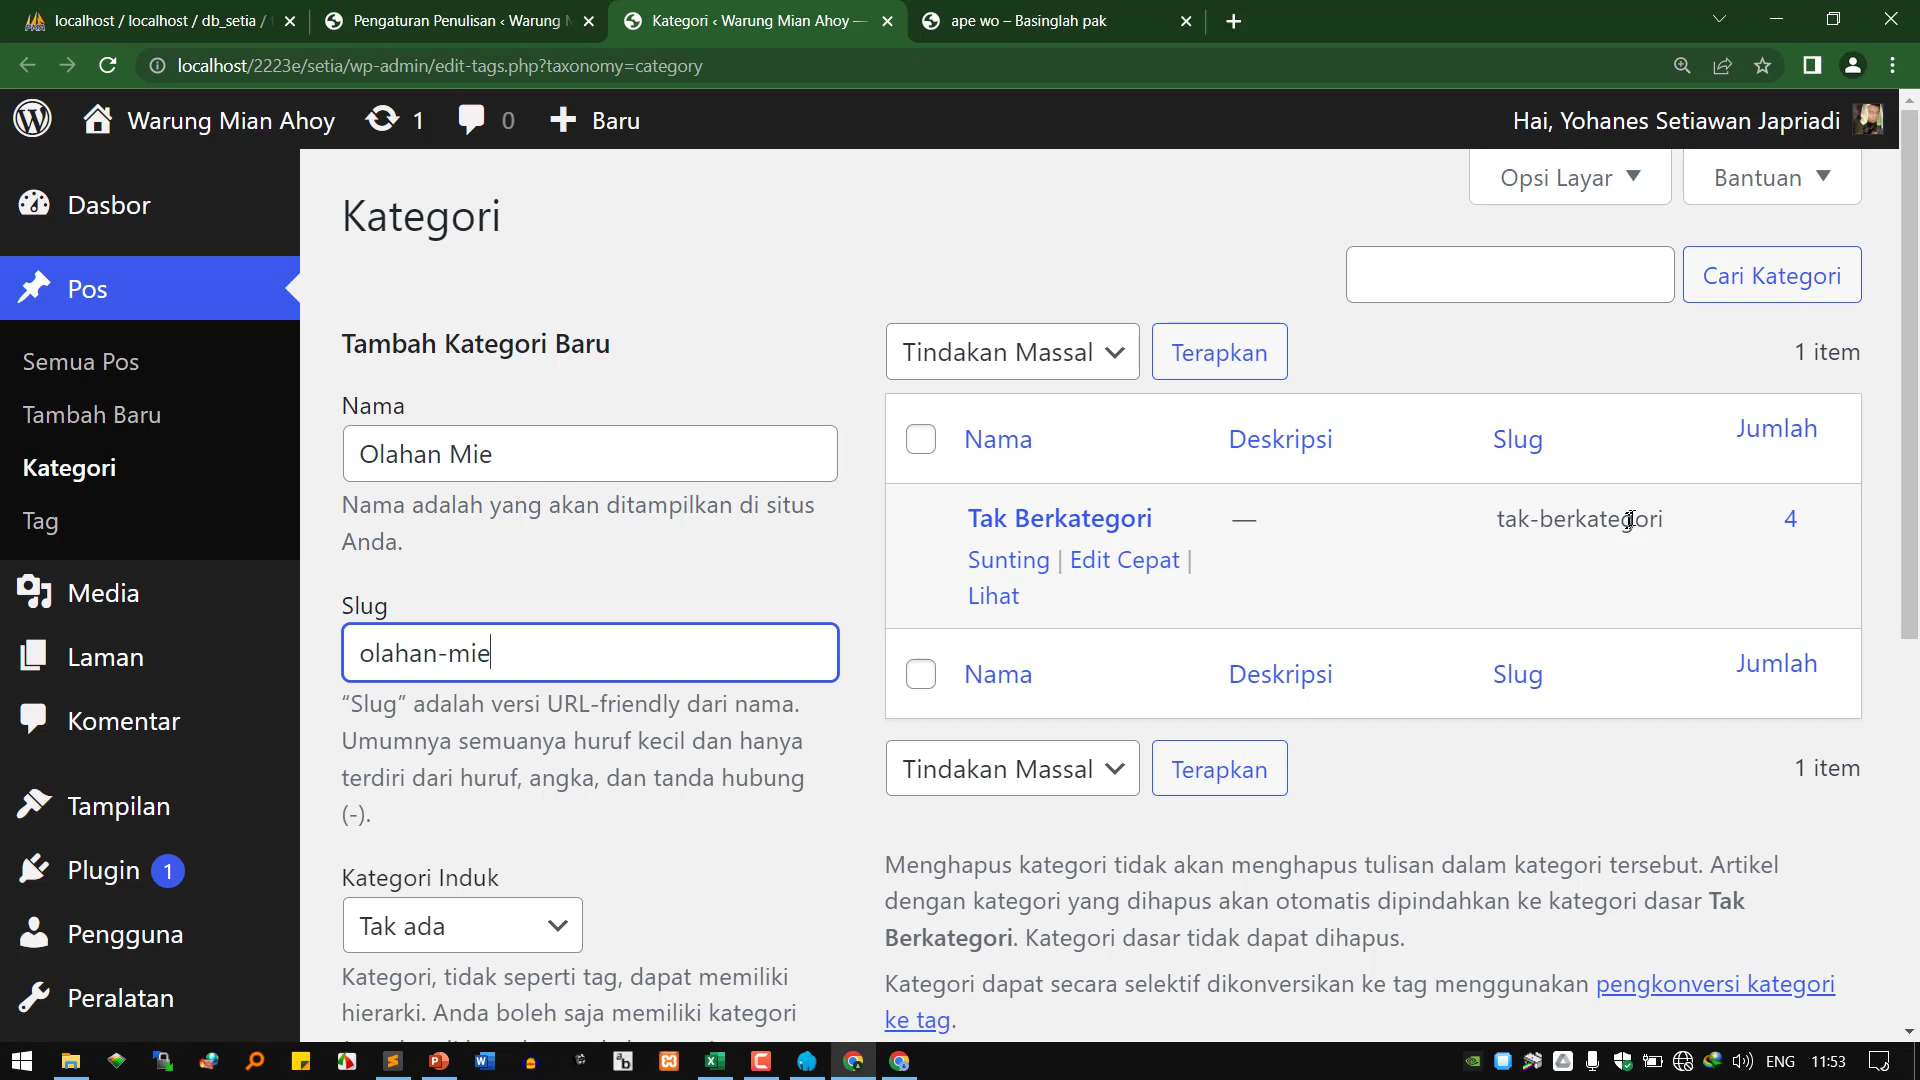 localhost / localhost / db_setia /
Pengaturan Penulisan ‹ Warung M
Kategori ‹ Warung Mian Ahoy —
ape wo – Basinglah pak
localhost/2223e/setia/wp-admin/edit-tags.php?taxonomy=category
Warung Mian Ahoy
1
0
Baru
Hai, Yohanes Setiawan Japriadi
Dasbor
Pos
Semua Pos
Tambah Baru
Kategori
Tag
Media
Laman
Komentar
Tampilan
Plugin 1
Pengguna
Peralatan
Opsi Layar
Bantuan
Kategori
Cari Kategori
Tambah Kategori Baru
Nama
Olahan Mie
Nama adalah yang akan ditampilkan di situs
Anda.
Slug
olahan-mie
“Slug” adalah versi URL-friendly dari nama.
Umumnya semuanya huruf kecil dan hanya
terdiri dari huruf, angka, dan tanda hubung
(-).
Kategori Induk
Tak ada
Kategori, tidak seperti tag, dapat memiliki
hierarki. Anda boleh saja memiliki kategori
Tindakan Massal
Terapkan
1 item
Nama Deskripsi Slug Jumlah
Tak Berkategori — tak-berkategori 4
Sunting | Edit Cepat |
Lihat
Nama Deskripsi Slug Jumlah
Tindakan Massal
Terapkan
1 item
Menghapus kategori tidak akan menghapus tulisan dalam kategori tersebut. Artikel
dengan kategori yang dihapus akan otomatis dipindahkan ke kategori dasar Tak
Berkategori. Kategori dasar tidak dapat dihapus.
Kategori dapat secara selektif dikonversikan ke tag menggunakan pengkonversi kategori
ke tag.
ENG
11:53